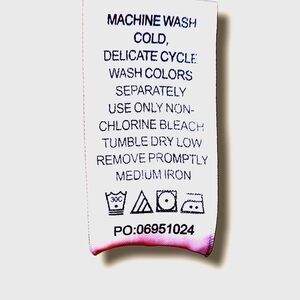 MACHINE WASH
COLD,
DELICATE CYCLE
WASH COLORS
SEPARATELY
USE ONLY NON-
CHLORINE BLEACH
TUMBLE DRY LOW
REMOVE PROMPTLY
MEDIUM IRON
30C
PO:06951024